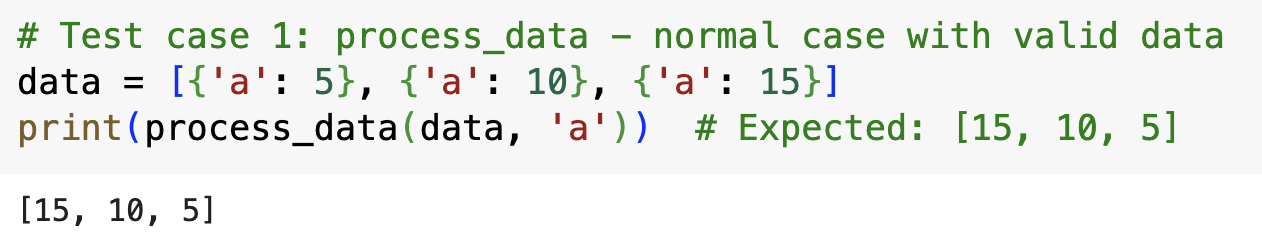 # Test case 1: process_data – normal case with valid data
data = [{'a': 5}, {'a': 10}, {'a': 15}]
print(process_data(data, 'a'))  # Expected: [15, 10, 5]
[15, 10, 5]